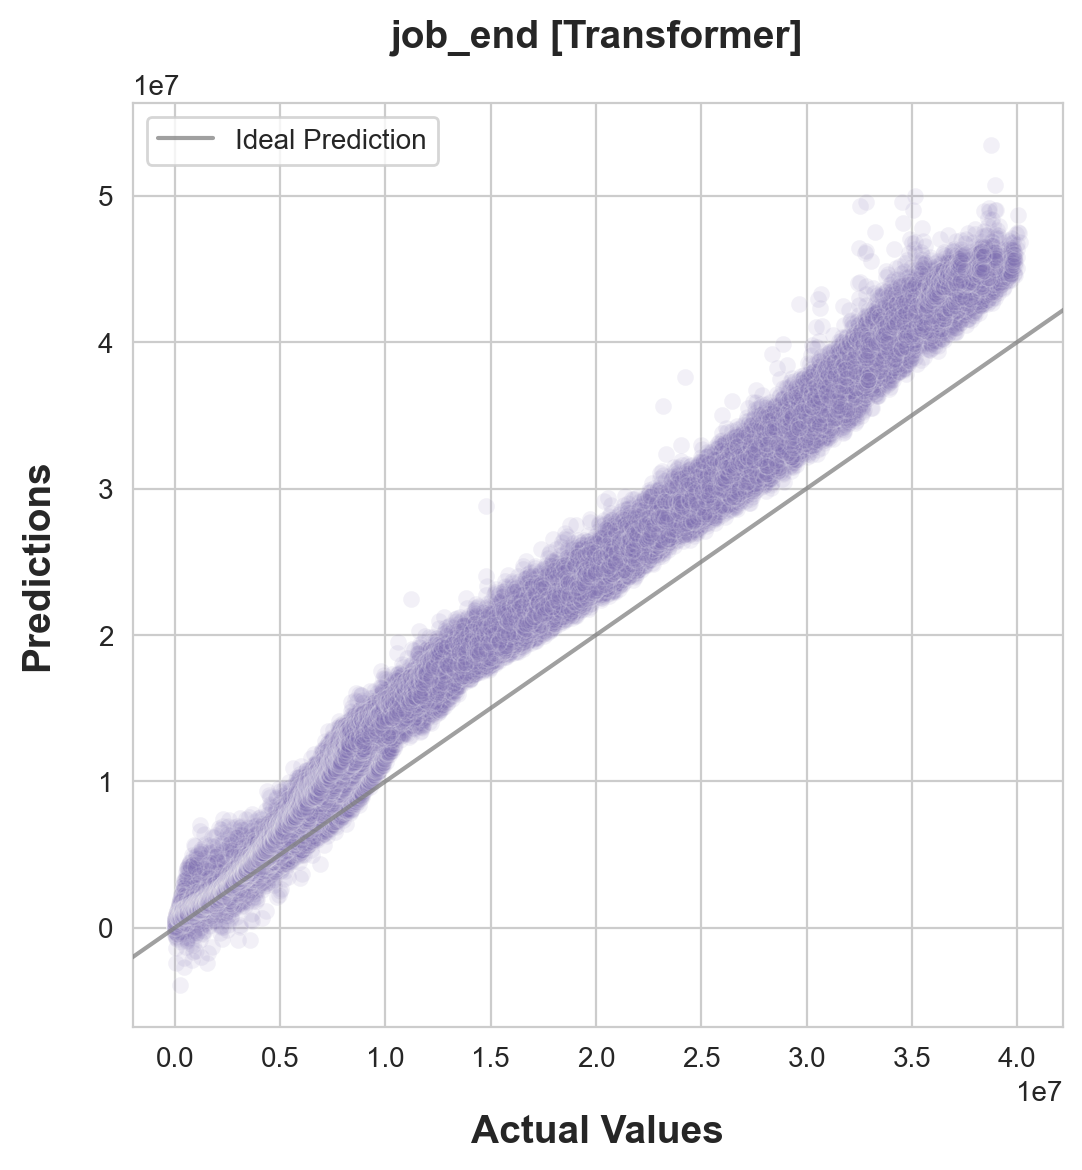 job_end [Transformer]
1e7
Ideal Prediction
5
4
3
2
1
0
Predictions
0.0 0.5 1.0 1.5 2.0 2.5 3.0 3.5 4.0
1e7
Actual Values